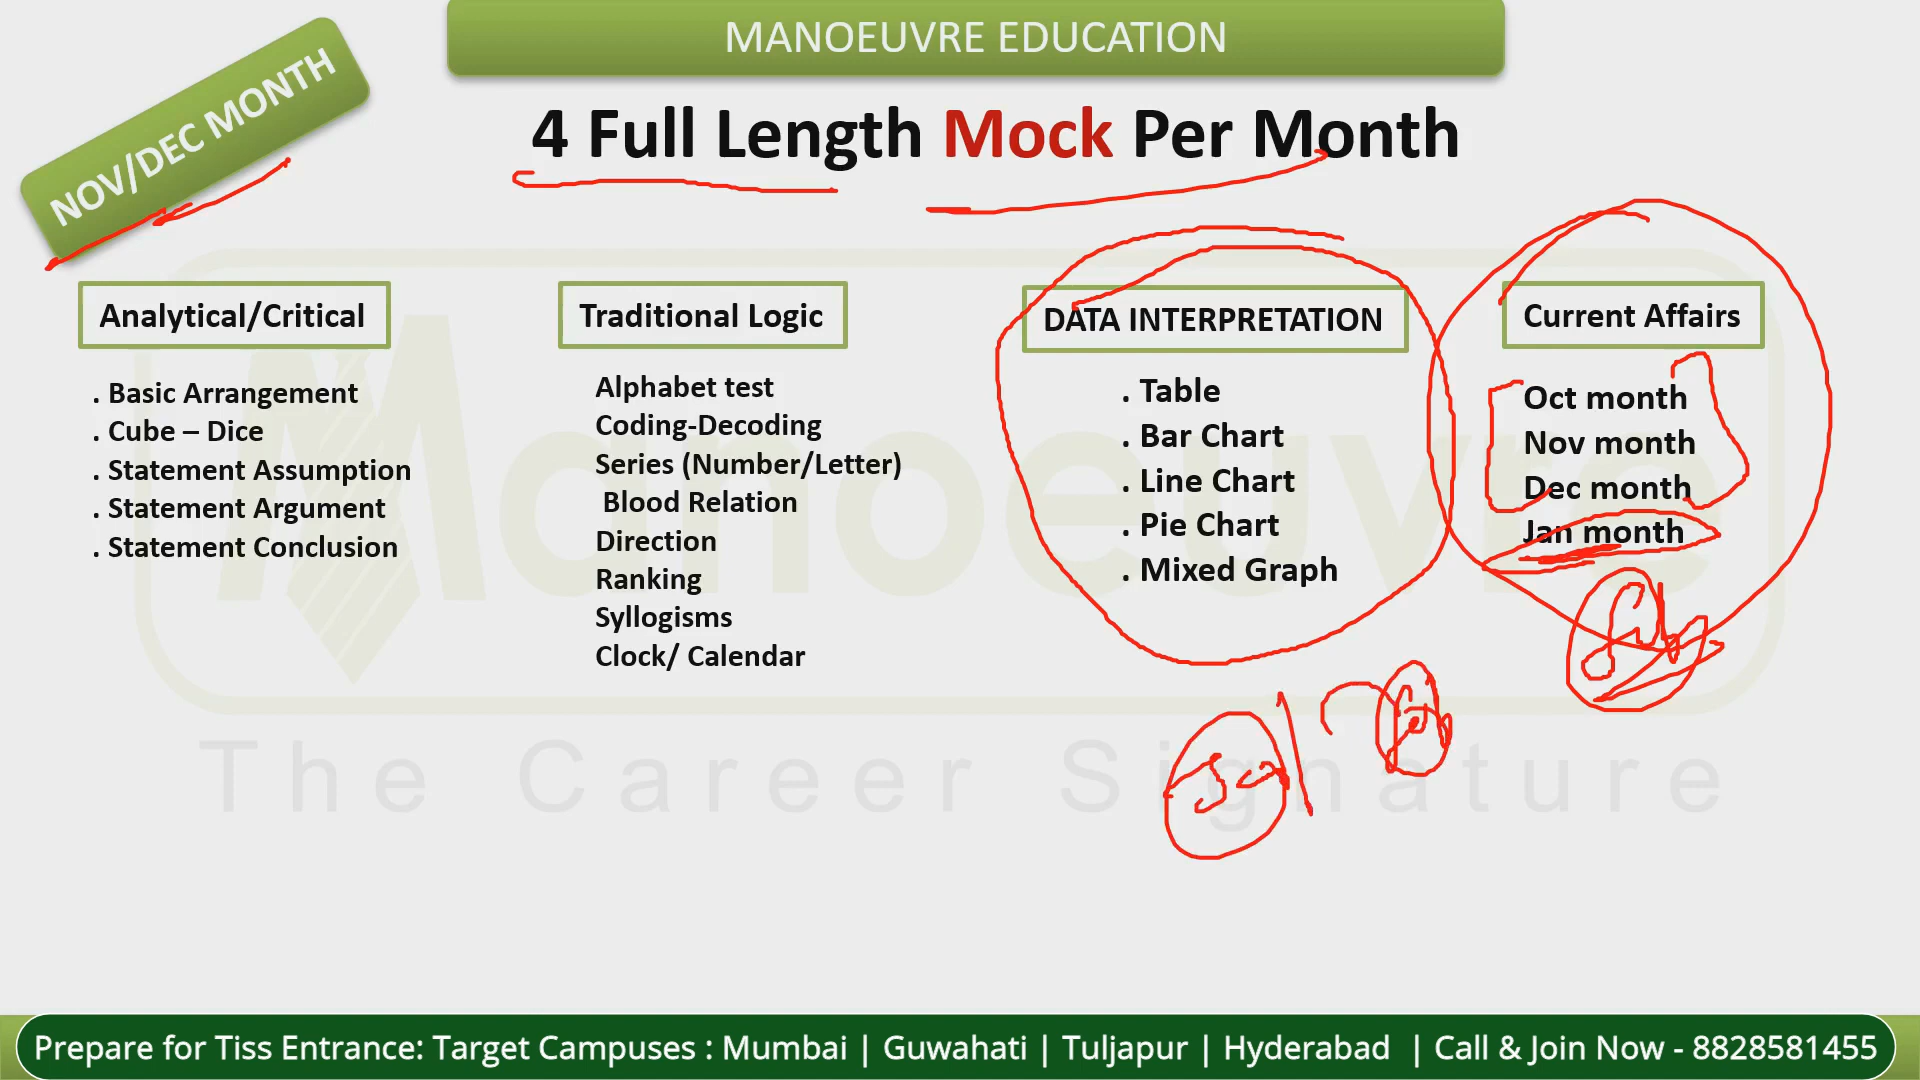 MANOEUVRE EDUCATION
NOV/DEC MONTH
4 Full Length Mock Per Month
Analytical/Critical
. Basic Arrangement
. Cube – Dice
. Statement Assumption
. Statement Argument
. Statement Conclusion
Traditional Logic
Alphabet test
Coding-Decoding
Series (Number/Letter)
Blood Relation
Direction
Ranking
Syllogisms
Clock/ Calendar
DATA INTERPRETATION
. Table
. Bar Chart
. Line Chart
. Pie Chart
. Mixed Graph
Current Affairs
Oct month
Nov month
Dec month
Jan month
Manoeuvre
The Career Signature
Prepare for Tiss Entrance: Target Campuses : Mumbai | Guwahati | Tuljapur | Hyderabad | Call & Join Now - 8828581455